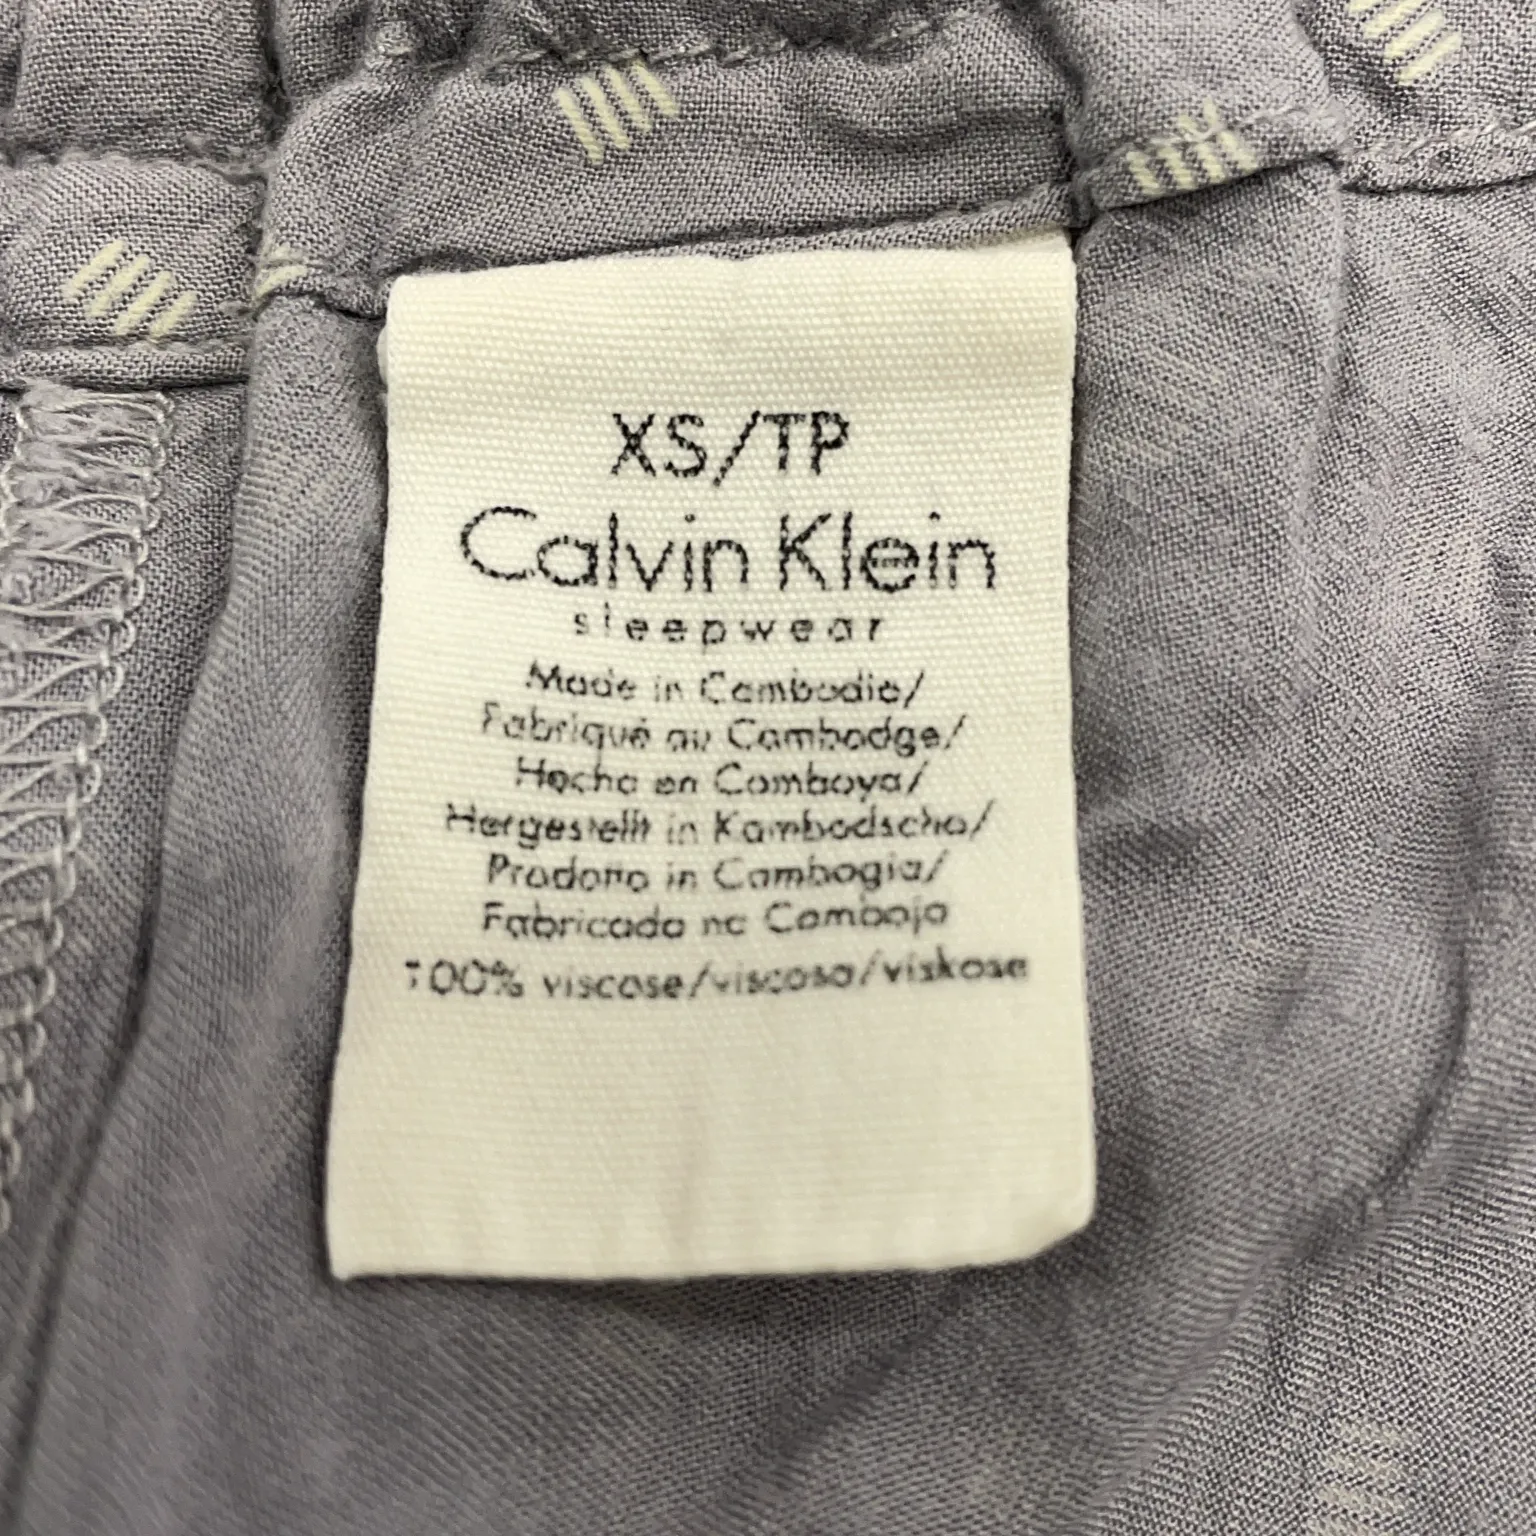 XS/TP
Calvin Klein
sleepwear
Made in Cambodia/
Fabriqué au Cambodge/
Hecho en Camboya/
Hergestellt in Kambodscha/
Prodotto in Cambogia/
Fabricado no Camboja
100% viscose/viscosa/viskose